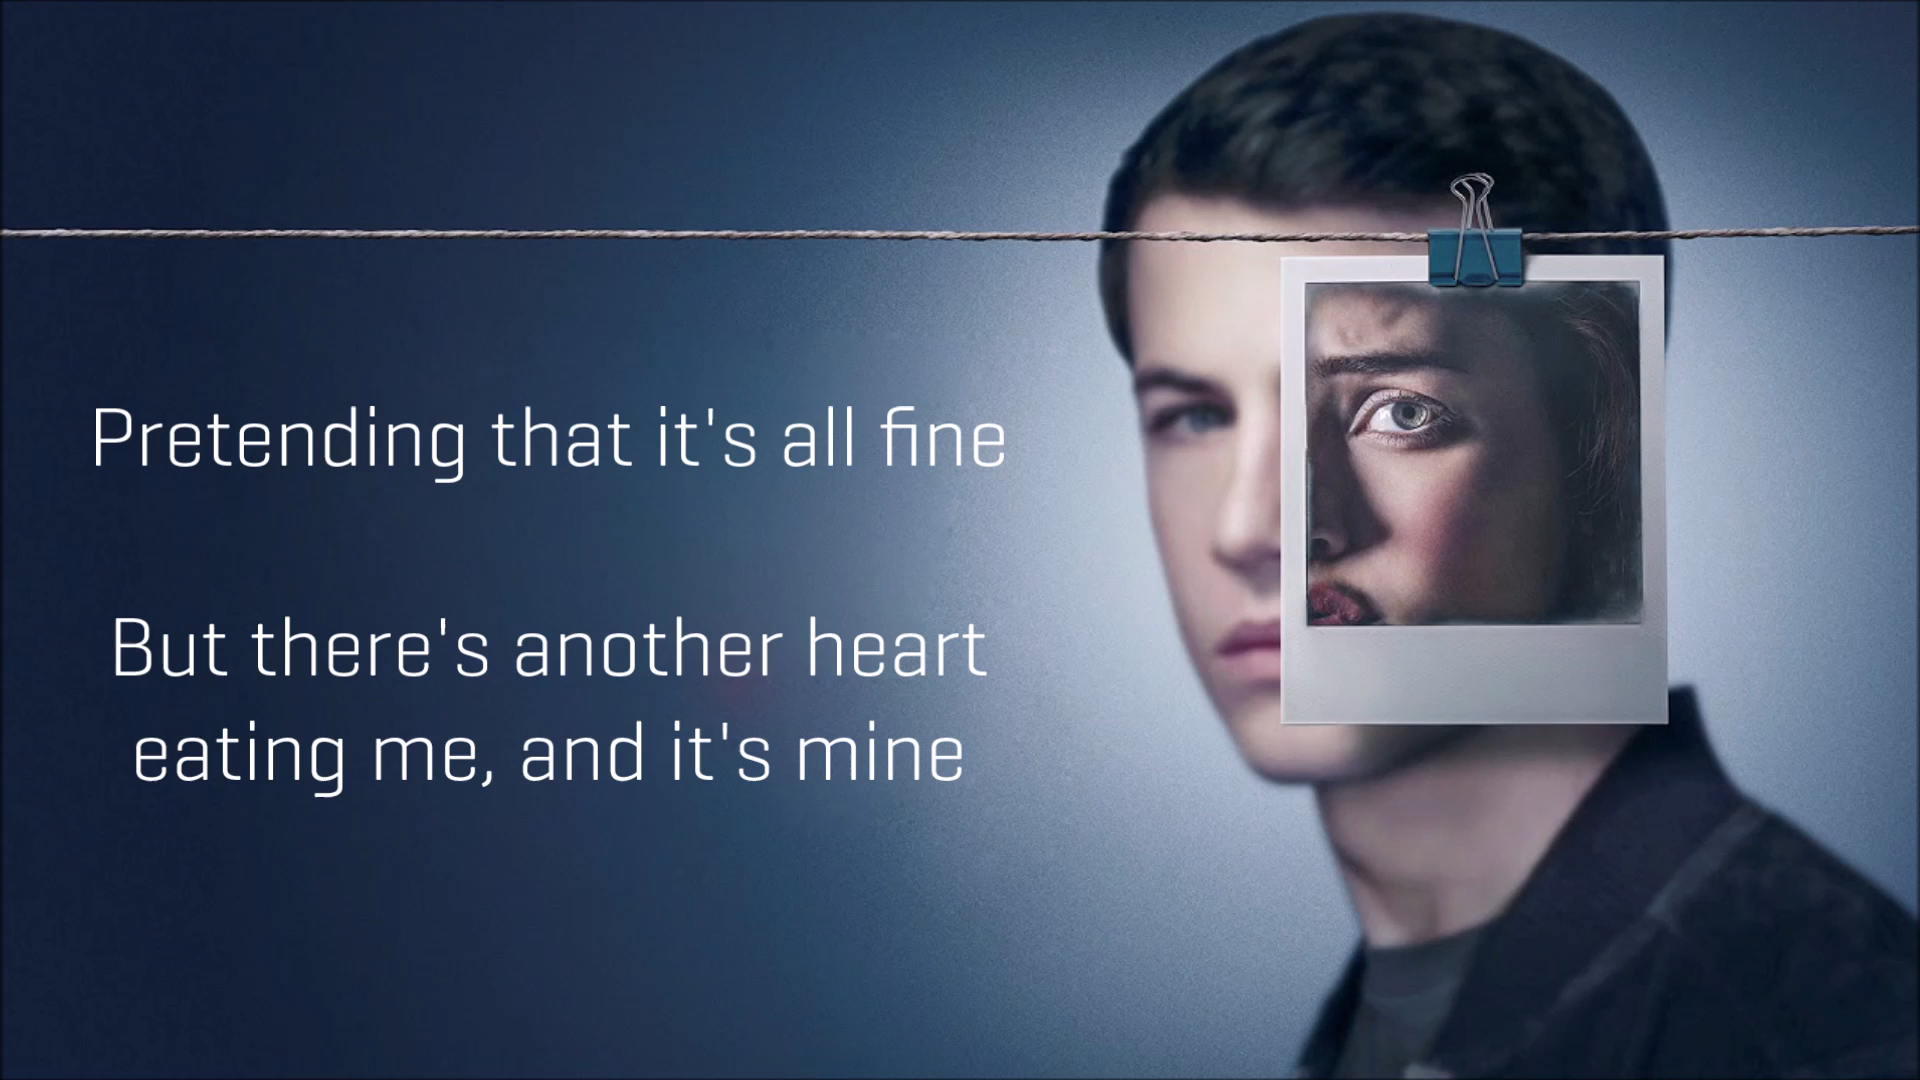 Pretending that it's all fine
But there's another heart
eating me, and it's mine